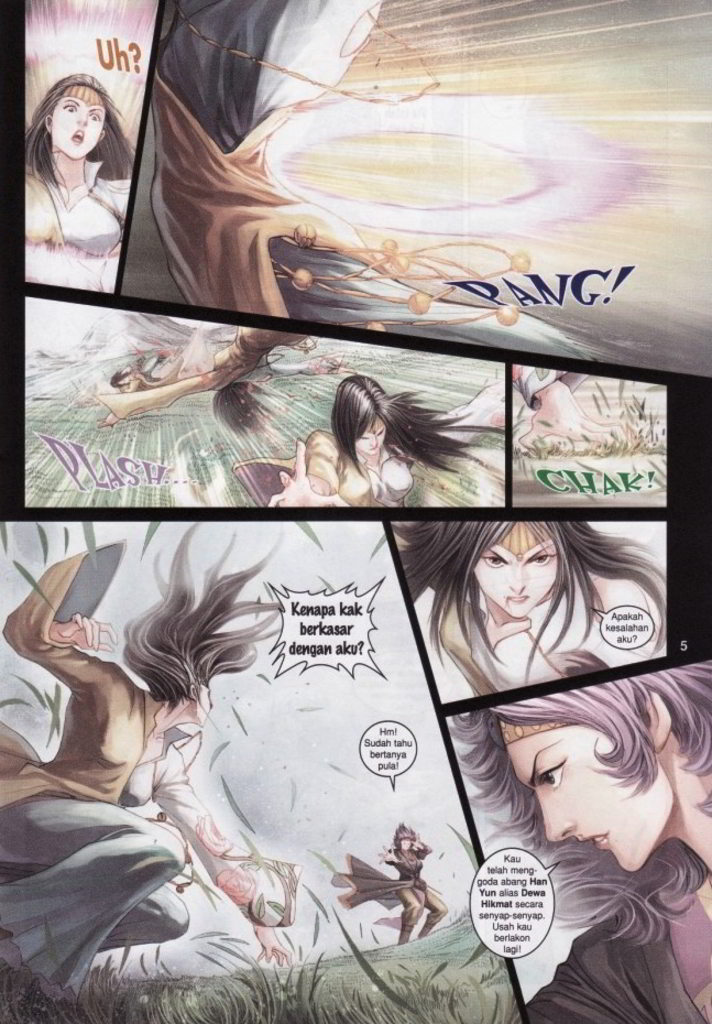 Uh?
PANG!
PLASH....
CHAK!
Kenapa kak
berkasar
dengan aku?
Hm!
Sudah tahu
bertanya
pula!
Apakah
kesalahan
aku?
5
Kau
telah meng-
goda abang Han
Yun alias Dewa
Hikmat secara
senyap-senyap.
Usah kau
berlakon
lagi!